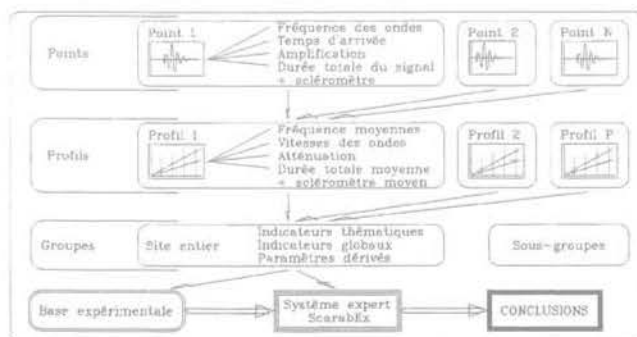 Points
Point 1
Fréquence des ondes
Temps d'arrivée
Amplification
Durée totale du signal
+ scléromètre
Point 2
Point N
Profils
Profil 1
Fréquence moyennes
Vitesses des ondes
Atténuation
Durée totale moyenne
+ scléromètre moyen
Profil 2
Profil P
Groupes
Site entier
Indicateurs thématiques
Indicateurs globaux
Paramètres dérivés
Sous-groupes
Base expérimentale
Système expert
ScarabEx
CONCLUSIONS